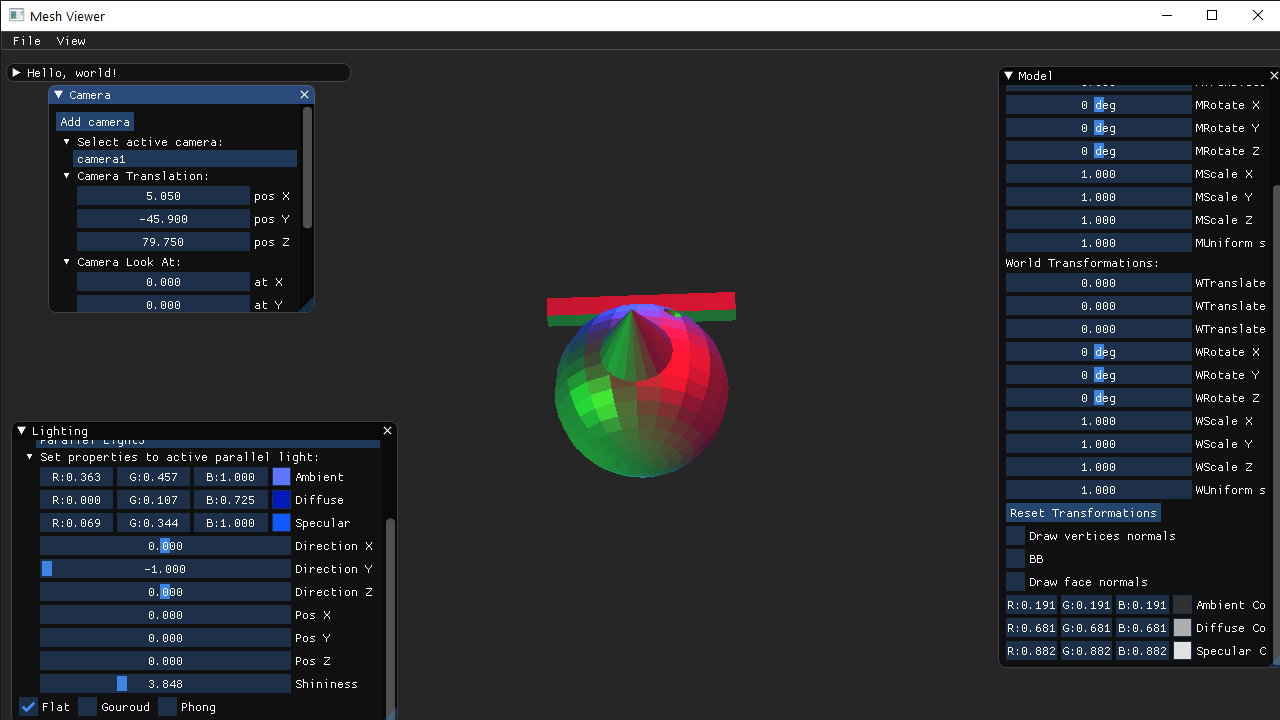 Mesh Viewer
File View
Hello, world!
Camera
Add camera
Select active camera:
camera1
Camera Translation:
5.050 pos X
-45.900 pos Y
79.750 pos Z
Camera Look At:
0.000 at X
0.000 at Y
Lighting
Parallel Light3
Set properties to active parallel light:
R:0.363 G:0.457 B:1.000 Ambient
R:0.000 G:0.107 B:0.725 Diffuse
R:0.069 G:0.344 B:1.000 Specular
0.000 Direction X
-1.000 Direction Y
0.000 Direction Z
0.000 Pos X
0.000 Pos Y
0.000 Pos Z
3.848 Shininess
Flat Gouroud Phong
Model
0 deg MRotate X
0 deg MRotate Y
0 deg MRotate Z
1.000 MScale X
1.000 MScale Y
1.000 MScale Z
1.000 MUniform s
World Transformations:
0.000 WTranslate
0.000 WTranslate
0.000 WTranslate
0 deg WRotate X
0 deg WRotate Y
0 deg WRotate Z
1.000 WScale X
1.000 WScale Y
1.000 WScale Z
1.000 WUniform s
Reset Transformations
Draw vertices normals
BB
Draw face normals
R:0.191 G:0.191 B:0.191 Ambient Co
R:0.681 G:0.681 B:0.681 Diffuse Co
R:0.882 G:0.882 B:0.882 Specular C